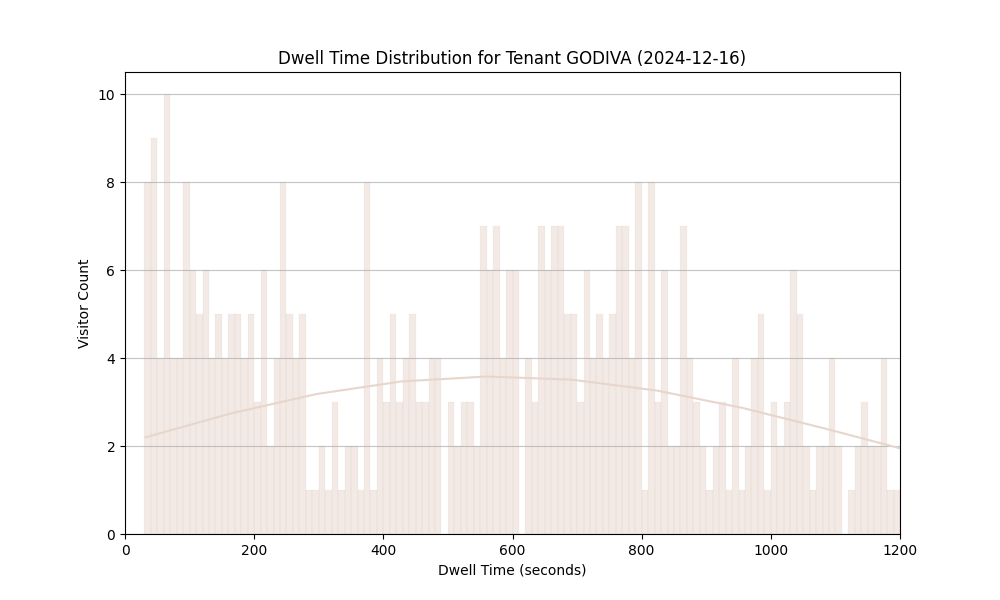 Dwell Time Distribution for Tenant GODIVA (2024-12-16)
Visitor Count
10
8
6
4
2
0
0 200 400 600 800 1000 1200
Dwell Time (seconds)